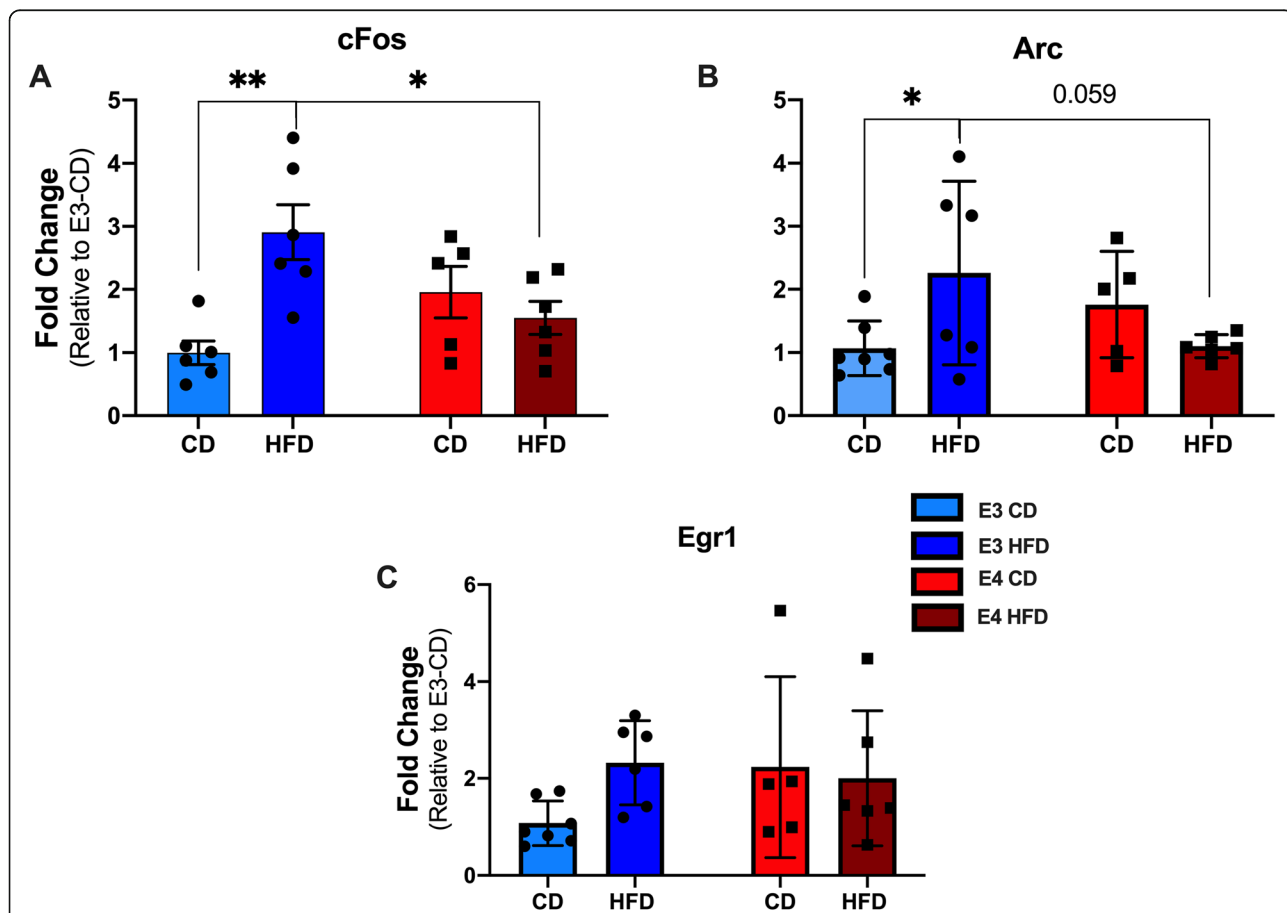 cFos
A
**
*
5
4
3
2
1
0
Fold Change
(Relative to E3-CD)
CD HFD CD HFD
Arc
B
*
0.059
5
4
3
2
1
0
CD HFD CD HFD
E3 CD
E3 HFD
E4 CD
E4 HFD
Egr1
C
6
4
2
0
Fold Change
(Relative to E3-CD)
CD HFD CD HFD